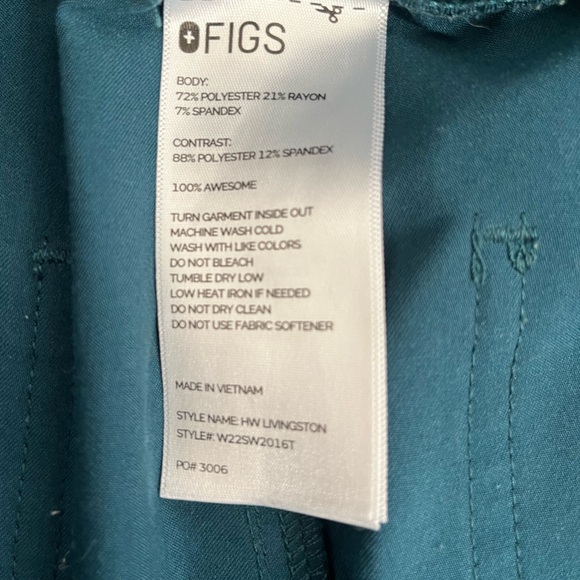 FIGS
BODY:
72% POLYESTER 21% RAYON
7% SPANDEX
CONTRAST:
88% POLYESTER 12% SPANDEX
100% AWESOME
TURN GARMENT INSIDE OUT
MACHINE WASH COLD
WASH WITH LIKE COLORS
DO NOT BLEACH
TUMBLE DRY LOW
LOW HEAT IRON IF NEEDED
DO NOT DRY CLEAN
DO NOT USE FABRIC SOFTENER
MADE IN VIETNAM
STYLE NAME: HW LIVINGSTON
STYLE#: W22SW2016T
PO# 3006